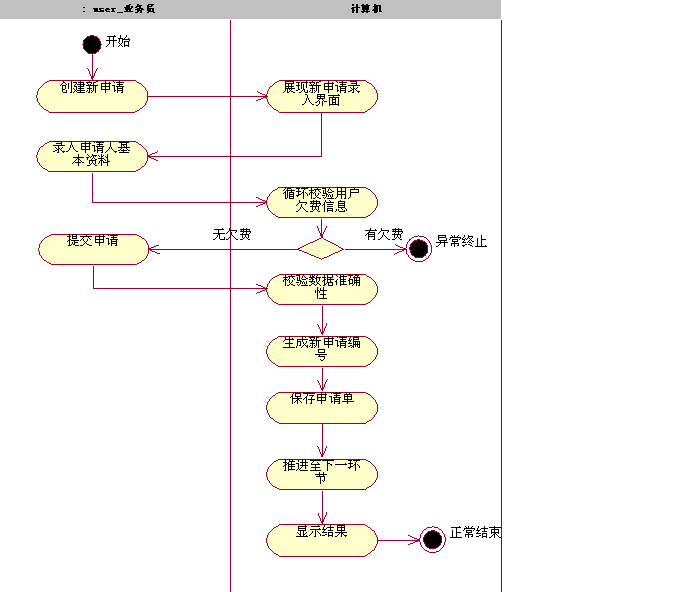 : user_业务员
计算机
开始
创建新申请
展现新申请录
入界面
录入申请人基
本资料
循环校验用户
欠费信息
无欠费
有欠费
异常终止
提交申请
校验数据准确
性
生成新申请编
号
保存申请单
推进至下一环
节
显示结果
正常结束